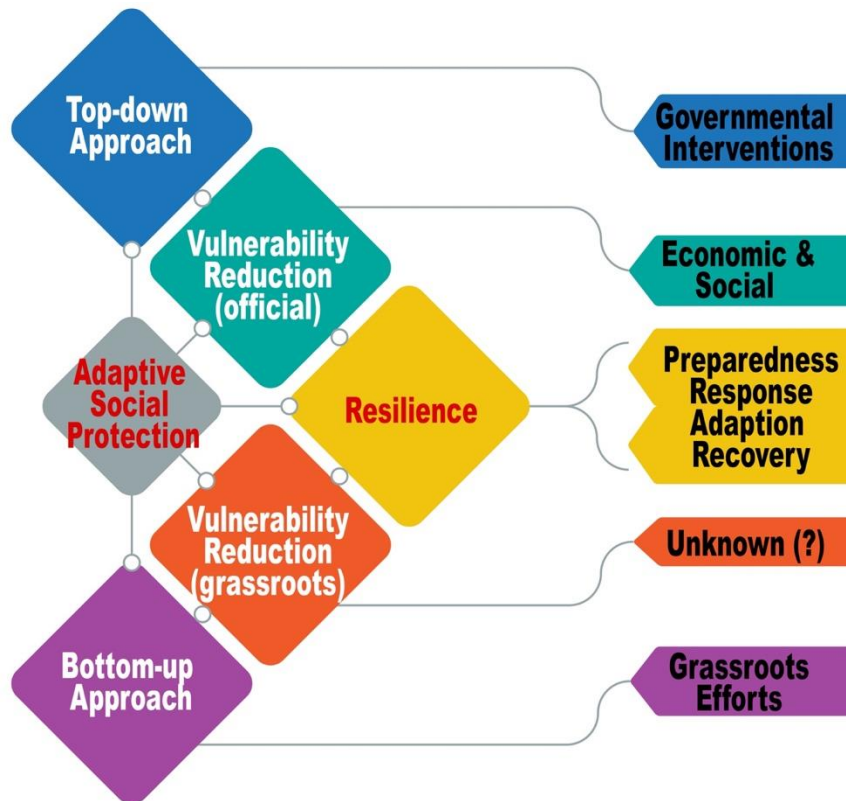 Top-down
Approach
Governmental
Interventions
Vulnerability
Reduction
(official)
Economic &
Social
Adaptive
Social
Protection
Resilience
Preparedness
Response
Adaption
Recovery
Vulnerability
Reduction
(grassroots)
Unknown (?)
Bottom-up
Approach
Grassroots
Efforts